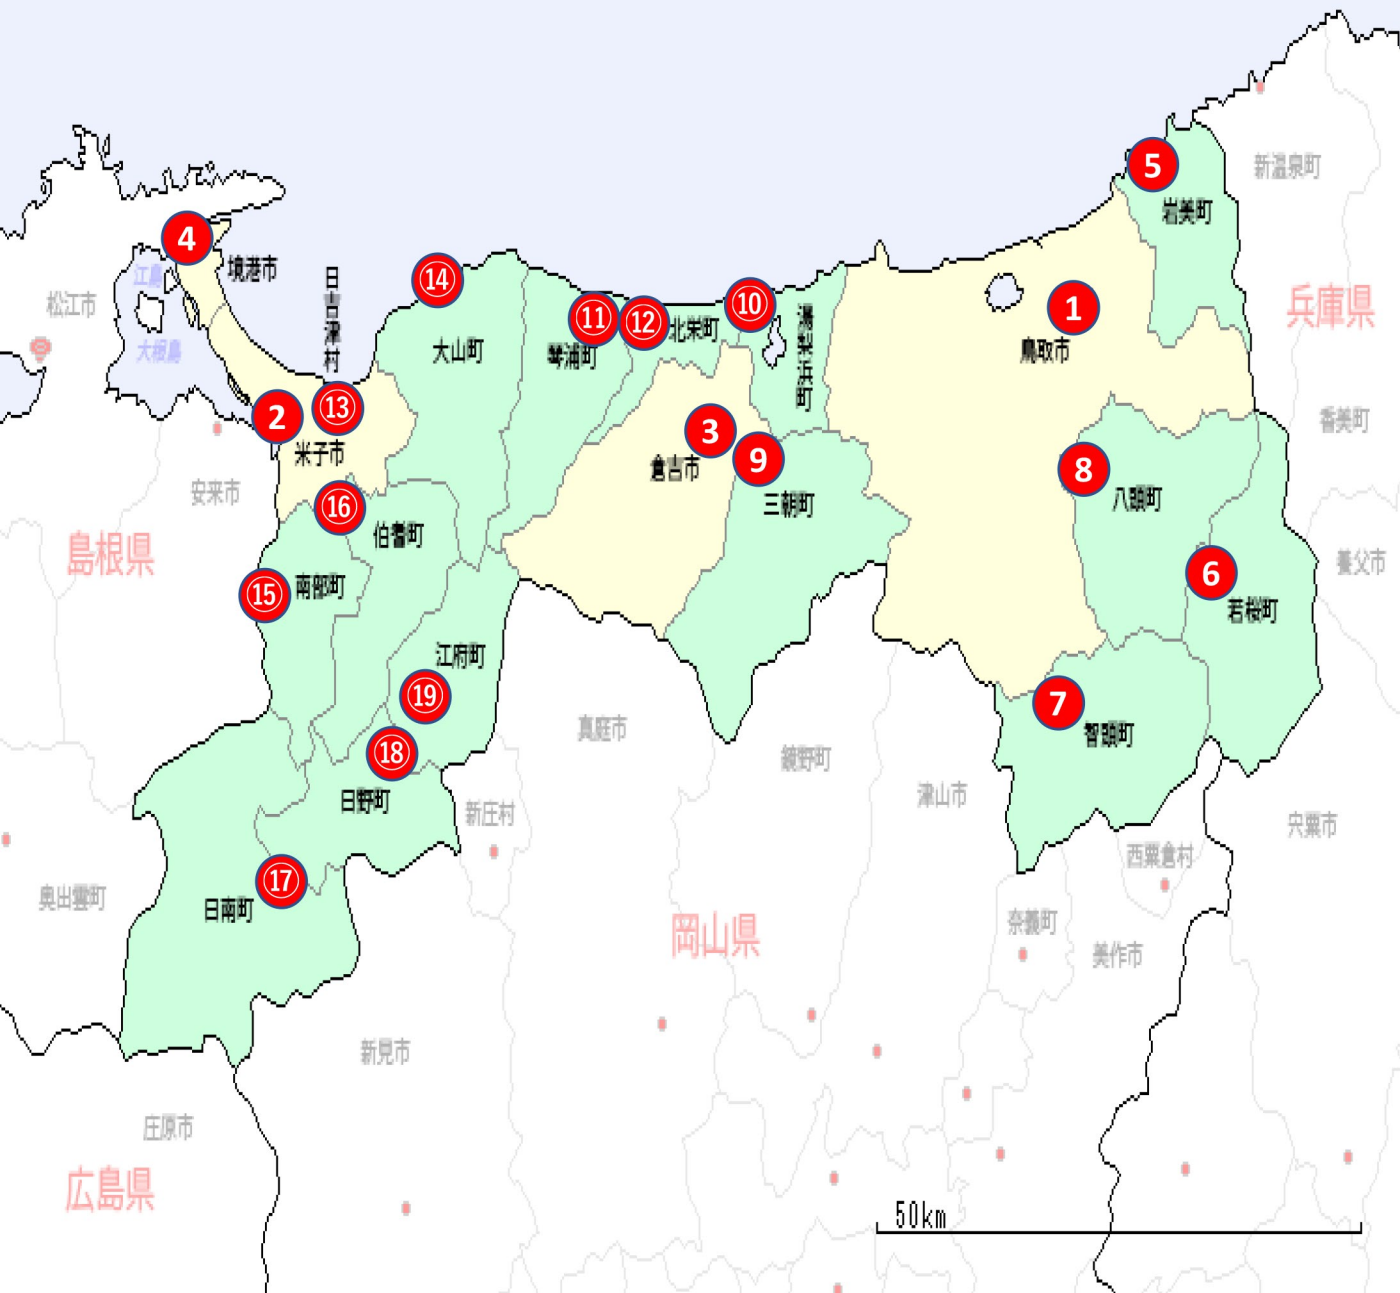 5
新温泉町
岩美町
4
境港市
江島
松江市
大根島
日吉津村
14
大山町
11
琴浦町
12
北栄町
10
湯梨浜町
1
鳥取市
兵庫県
香美町
2
13
米子市
安来市
16
伯耆町
島根県
15
南部町
3
倉吉市
9
三朝町
8
八頭町
6
若桜町
養父市
江府町
19
18
日野町
新庄村
真庭市
鏡野町
津山市
7
智頭町
宍粟市
西粟倉村
17
日南町
奥出雲町
岡山県
奈義町
美作市
新見市
庄原市
広島県
50km